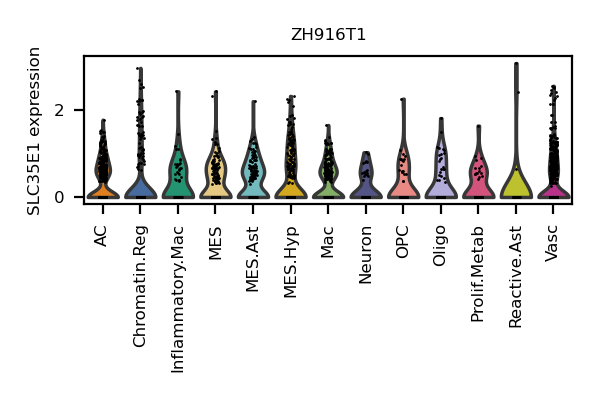 ZH916T1
SLC35E1 expression
2
0
AC
Chromatin.Reg
Inflammatory.Mac
MES
MES.Ast
MES.Hyp
Mac
Neuron
OPC
Oligo
Prolif.Metab
Reactive.Ast
Vasc